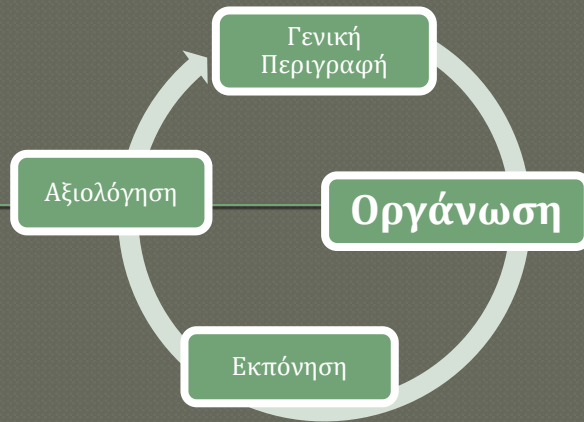 Γενική
Περιγραφή
Αξιολόγηση
Οργάνωση
Εκπόνηση